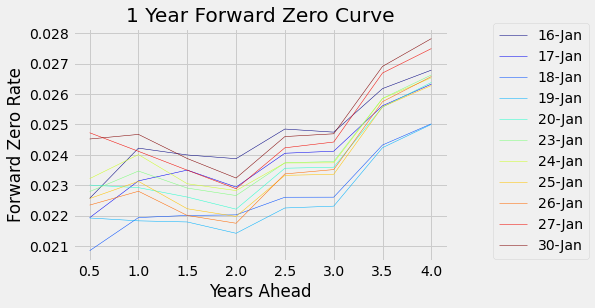 1 Year Forward Zero Curve
Forward Zero Rate
0.028
0.027
0.026
0.025
0.024
0.023
0.022
0.021
0.5 1.0 1.5 2.0 2.5 3.0 3.5 4.0
Years Ahead
16-Jan
17-Jan
18-Jan
19-Jan
20-Jan
23-Jan
24-Jan
25-Jan
26-Jan
27-Jan
30-Jan